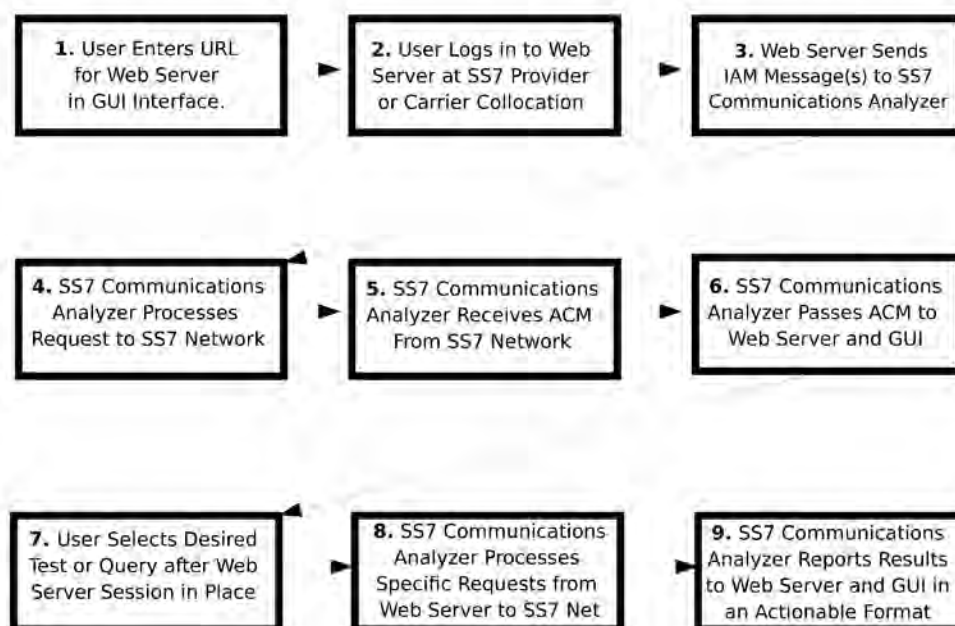 1. User Enters URL
for Web Server
in GUI Interface.
2. User Logs in to Web
Server at SS7 Provider
or Carrier Collocation
3. Web Server Sends
IAM Message(s) to SS7
Communications Analyzer
4. SS7 Communications
Analyzer Processes
Request to SS7 Network
5. SS7 Communications
Analyzer Receives ACM
From SS7 Network
6. SS7 Communications
Analyzer Passes ACM to
Web Server and GUI
7. User Selects Desired
Test or Query after Web
Server Session in Place
8. SS7 Communications
Analyzer Processes
Specific Requests from
Web Server to SS7 Net
9. SS7 Communications
Analyzer Reports Results
to Web Server and GUI in
an Actionable Format